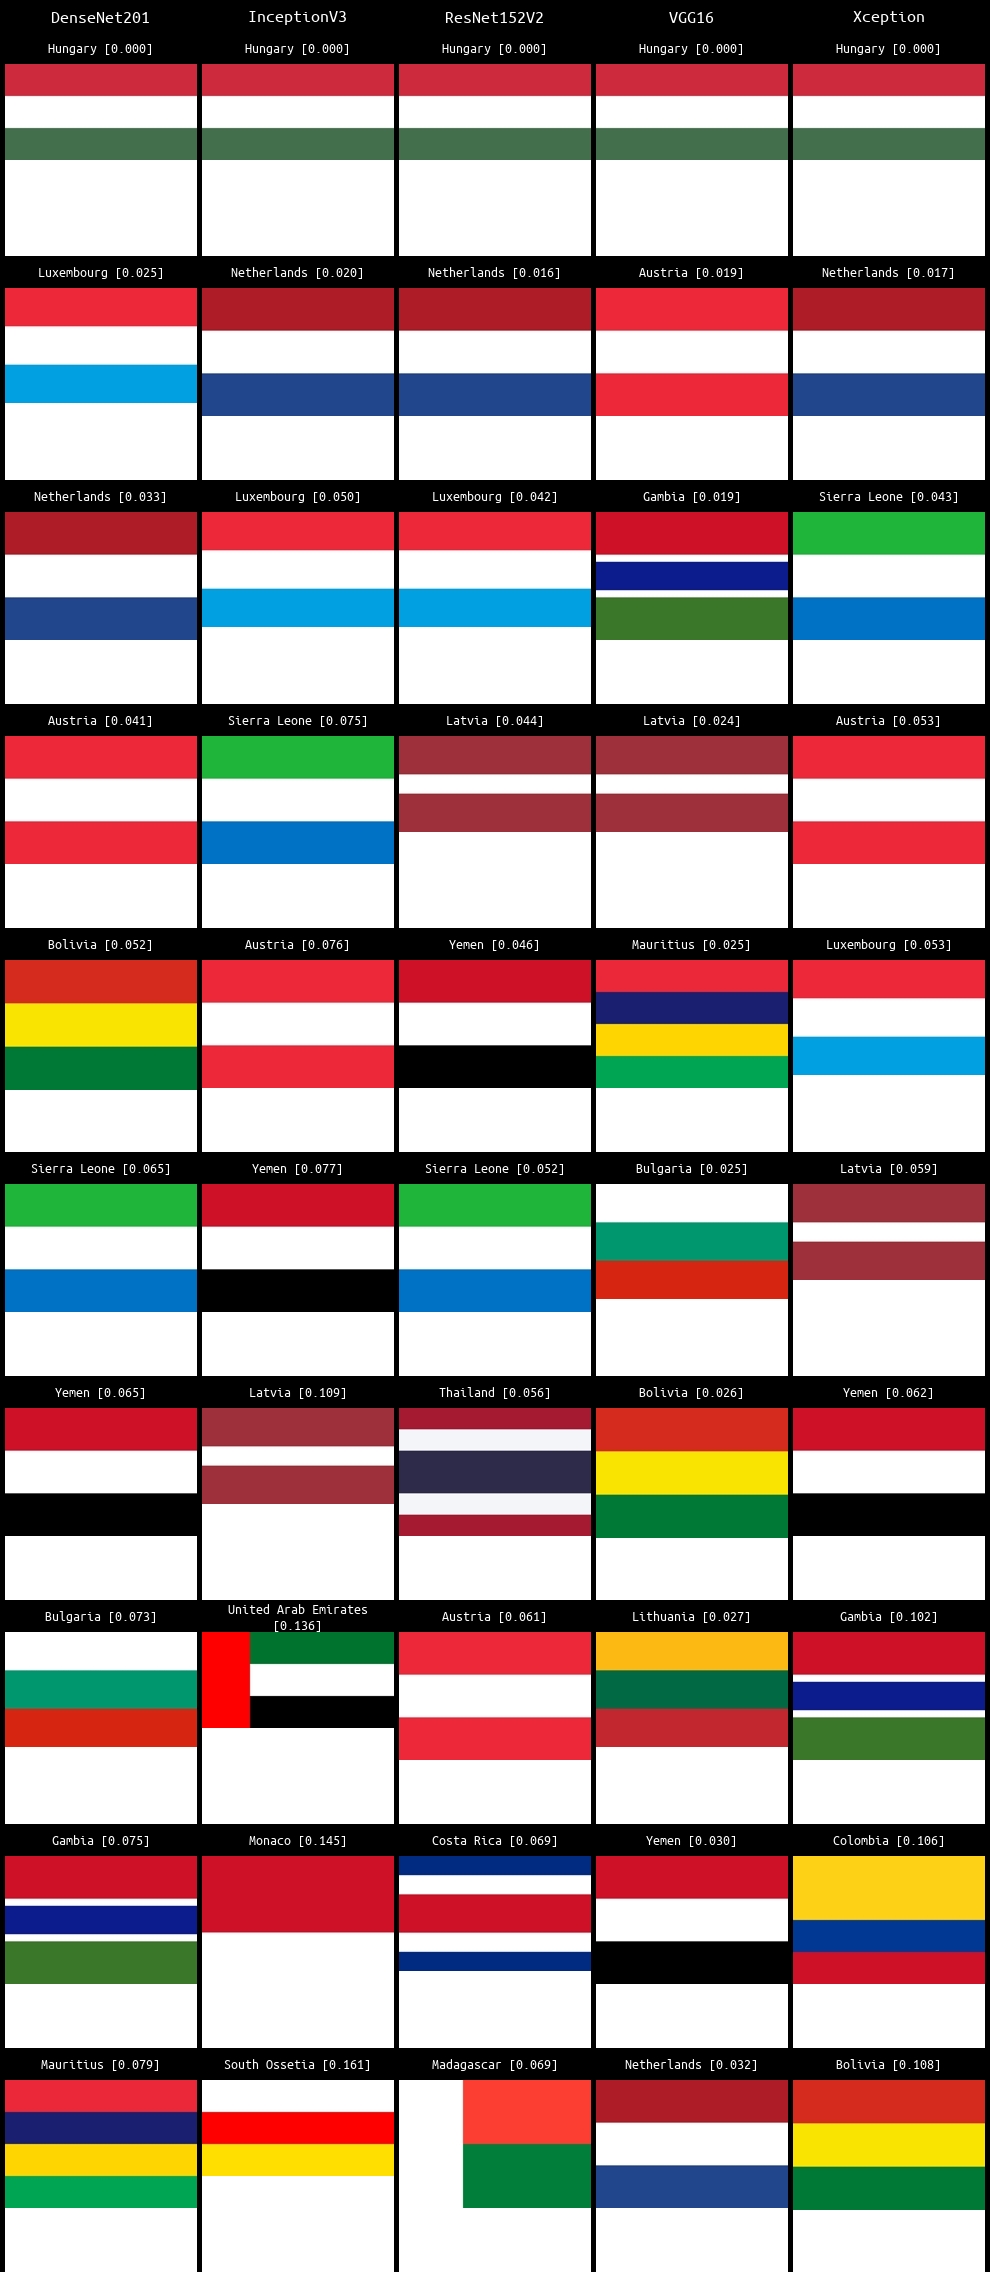 DenseNet201 InceptionV3 ResNet152V2 VGG16 Xception
Hungary [0.000] Hungary [0.000] Hungary [0.000] Hungary [0.000] Hungary [0.000]
Luxembourg [0.025] Netherlands [0.020] Netherlands [0.016] Austria [0.019] Netherlands [0.017]
Netherlands [0.033] Luxembourg [0.050] Luxembourg [0.042] Gambia [0.019] Sierra Leone [0.043]
Austria [0.041] Sierra Leone [0.075] Latvia [0.044] Latvia [0.024] Austria [0.053]
Bolivia [0.052] Austria [0.076] Yemen [0.046] Mauritius [0.025] Luxembourg [0.053]
Sierra Leone [0.065] Yemen [0.077] Sierra Leone [0.052] Bulgaria [0.025] Latvia [0.059]
Yemen [0.065] Latvia [0.109] Thailand [0.056] Bolivia [0.026] Yemen [0.062]
Bulgaria [0.073] United Arab Emirates [0.136] Austria [0.061] Lithuania [0.027] Gambia [0.102]
Gambia [0.075] Monaco [0.145] Costa Rica [0.069] Yemen [0.030] Colombia [0.106]
Mauritius [0.079] South Ossetia [0.161] Madagascar [0.069] Netherlands [0.032] Bolivia [0.108]